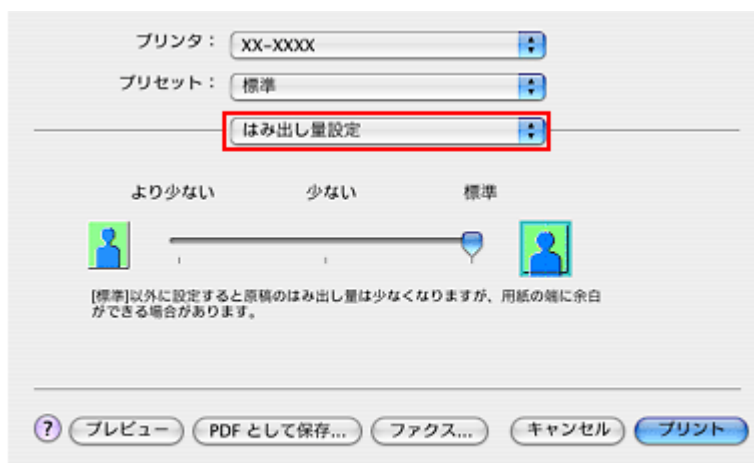 プリンタ： XX-XXXX
プリセット： 標準
はみ出し量設定
より少ない 少ない 標準
[標準]以外に設定すると原稿のはみ出し量は少なくなりますが、用紙の端に余白
ができる場合があります。
? プレビュー PDF として保存... ファクス... キャンセル プリント